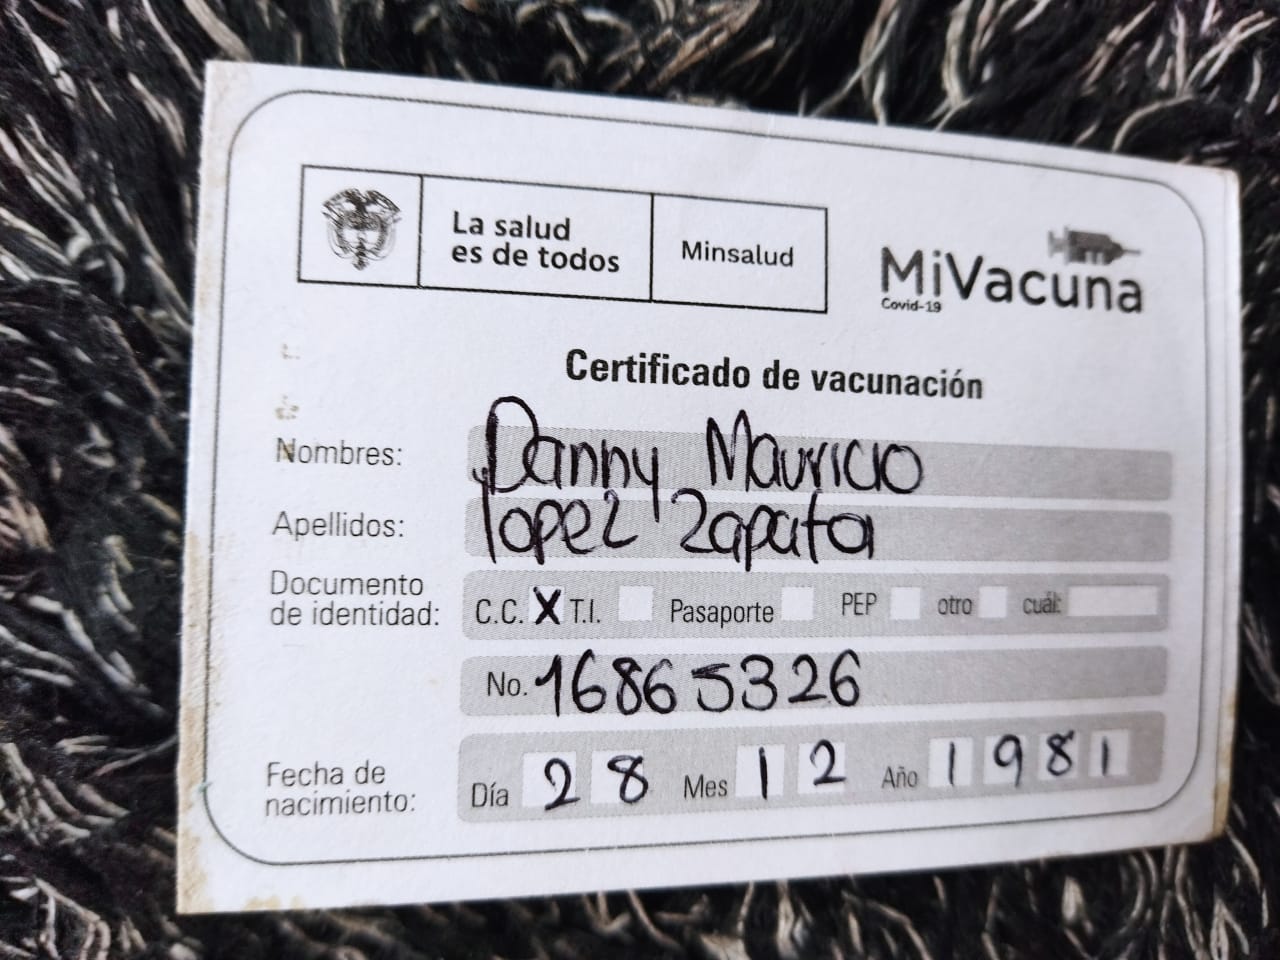 La salud
es de todos
Minsalud
MiVacuna
Covid-19
Certificado de vacunación
Nombres: Danny Mauricio
Apellidos: lopez Zapata
Documento
de identidad: C.C. X T.I. Pasaporte PEP otro cuál:
No. 16865326
Fecha de
nacimiento: Día 28 Mes 12 Año 1981